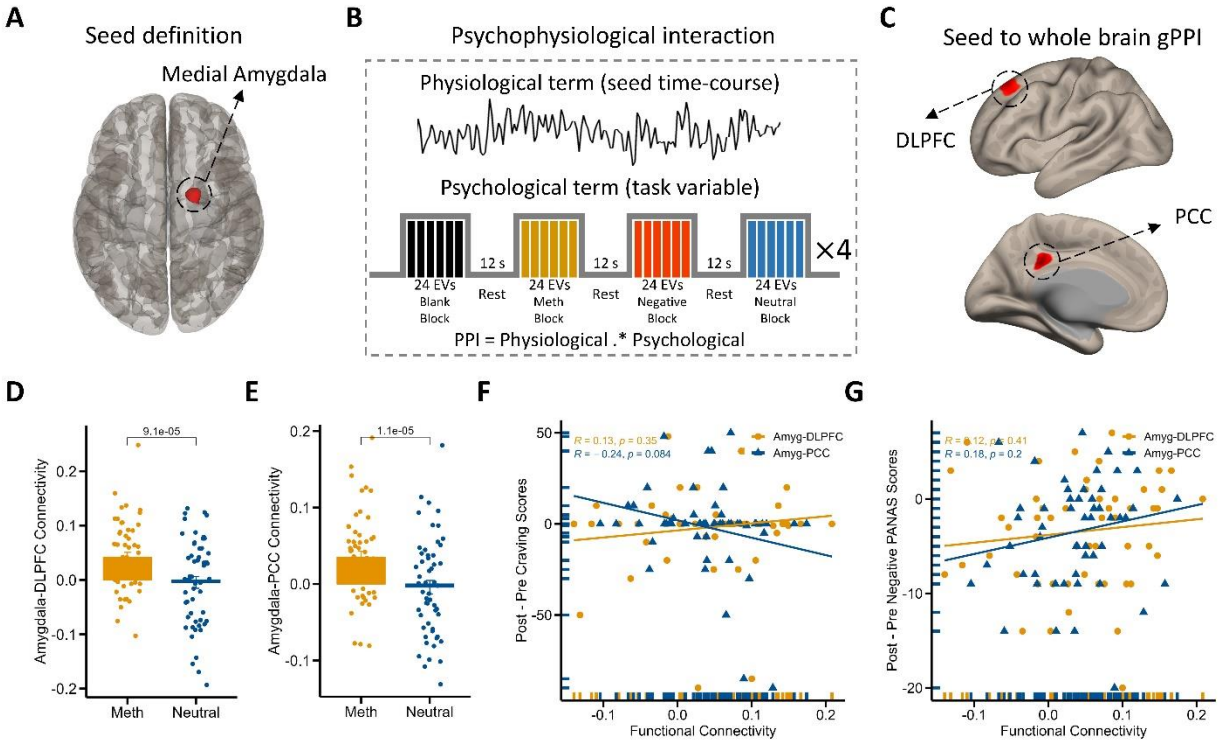 A
Seed definition
Medial Amygdala
B
Psychophysiological interaction
Physiological term (seed time-course)
Psychological term (task variable)
12 s
12 s
12 s
×4
24 EVs
Blank
Block
Rest
24 EVs
Meth
Block
Rest
24 EVs
Negative
Block
Rest
24 EVs
Neutral
Block
PPI = Physiological .* Psychological
C
Seed to whole brain gPPI
DLPFC
PCC
D
9.1e-05
Amygdala-DLPFC Connectivity
0.2
0.1
0.0
-0.1
-0.2
Meth
Neutral
E
1.1e-05
Amygdala-PCC Connectivity
0.2
0.1
0.0
-0.1
Meth
Neutral
F
R = 0.13, p = 0.35
R = −0.24, p = 0.084
Amyg-DLPFC
Amyg-PCC
Post - Pre Craving Scores
50
0
-50
-0.1
0.0
0.1
0.2
Functional Connectivity
G
R = 0.12, p = 0.41
R = 0.18, p = 0.2
Amyg-DLPFC
Amyg-PCC
Post - Pre Negative PANAS Scores
0
-10
-20
-0.1
0.0
0.1
0.2
Functional Connectivity